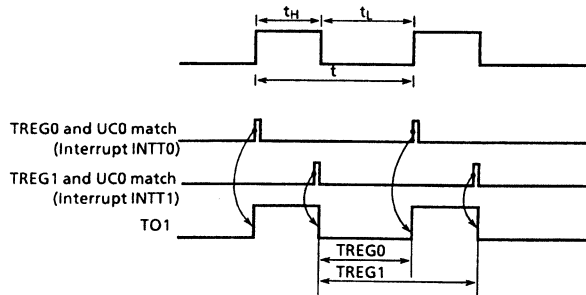 tH
tL
t
TREG0 and UC0 match
(Interrupt INTT0)
TREG1 and UC0 match
(Interrupt INTT1)
TO1
TREG0
TREG1